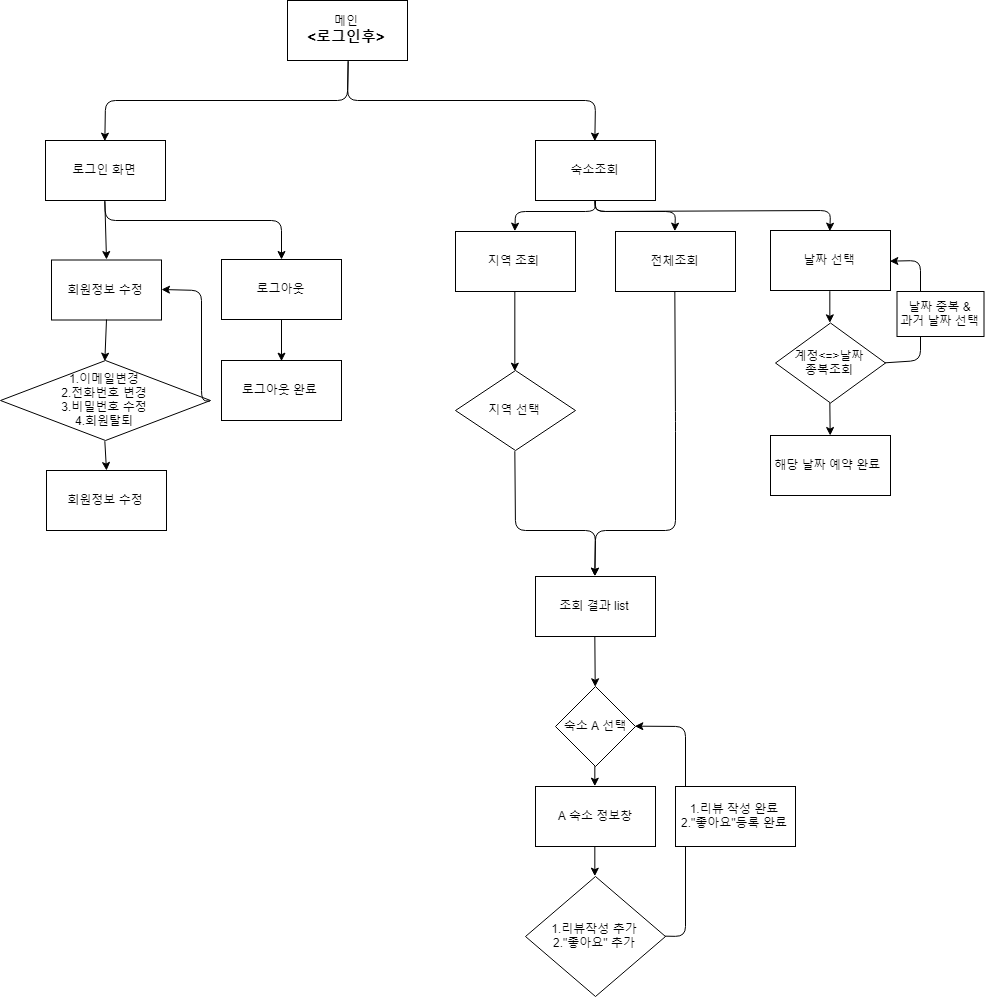 메인
<로그인후>
로그인 화면
숙소조회
회원정보 수정
로그아웃
지역 조회
전체조회
날짜 선택
날짜 중복 &
과거 날짜 선택
1.이메일변경
2.전화번호 변경
3.비밀번호 수정
4.회원탈퇴
로그아웃 완료
지역 선택
계정<=>날짜
중복조회
회원정보 수정
해당 날짜 예약 완료
조회 결과 list
숙소 A 선택
A 숙소 정보창
1.리뷰 작성 완료
2."좋아요"등록 완료
1.리뷰작성 추가
2."좋아요" 추가